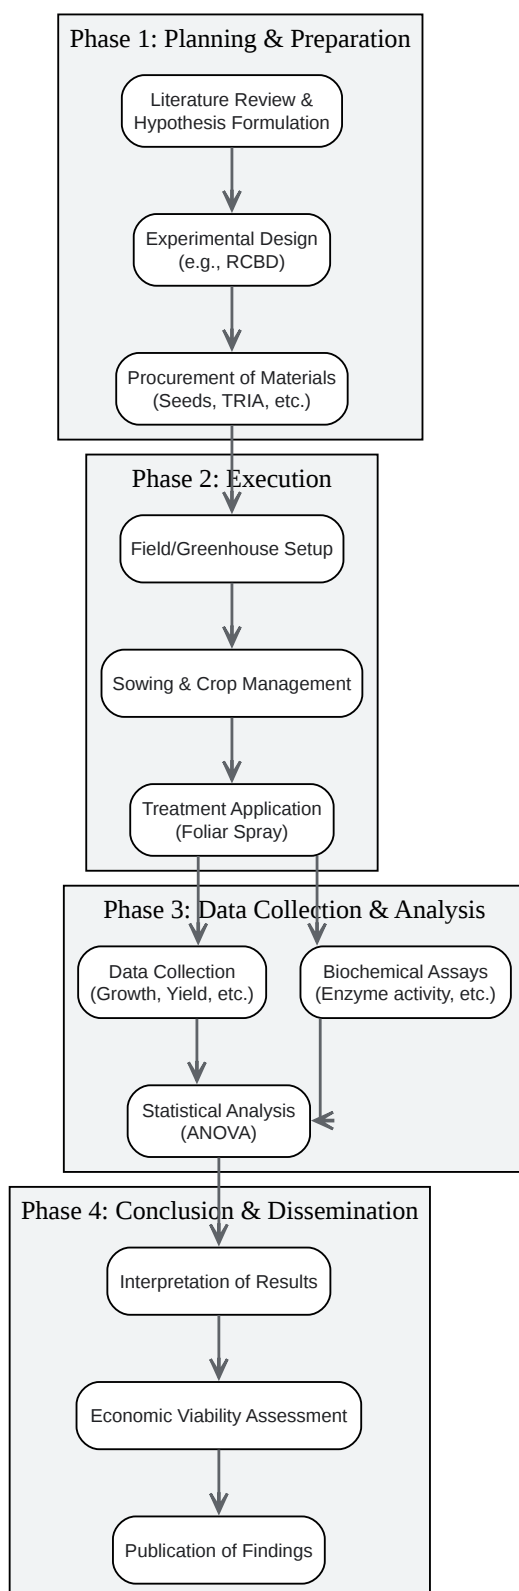 Phase 1: Planning & Preparation
Literature Review &
Hypothesis Formulation
Experimental Design
(e.g., RCBD)
Procurement of Materials
(Seeds, TRIA, etc.)
Phase 2: Execution
Field/Greenhouse Setup
Sowing & Crop Management
Treatment Application
(Foliar Spray)
Phase 3: Data Collection & Analysis
Data Collection
(Growth, Yield, etc.)
Biochemical Assays
(Enzyme activity, etc.)
Statistical Analysis
(ANOVA)
Phase 4: Conclusion & Dissemination
Interpretation of Results
Economic Viability Assessment
Publication of Findings